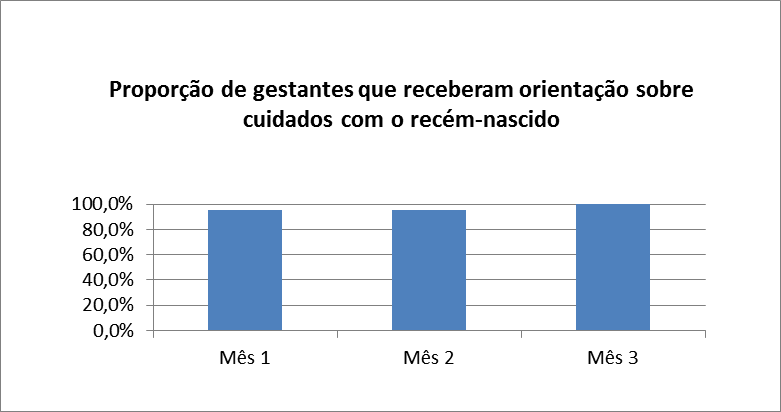 Proporção de gestantes que receberam orientação sobre
cuidados com o recém-nascido
100,0%
80,0%
60,0%
40,0%
20,0%
0,0%
Mês 1
Mês 2
Mês 3